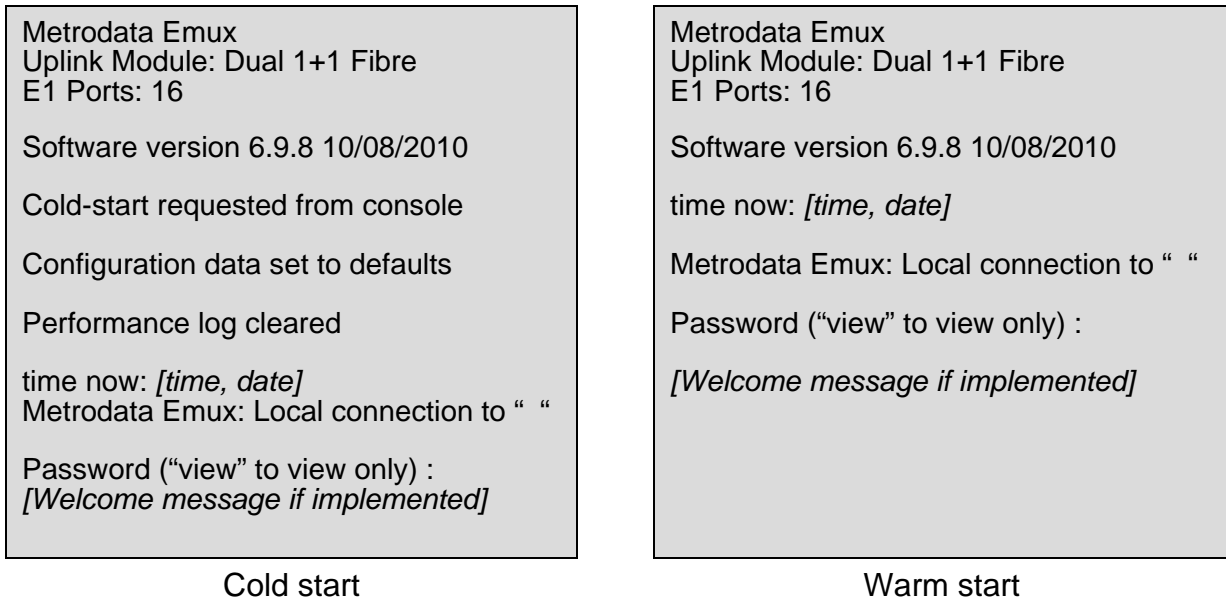 Metrodata Emux
Uplink Module: Dual 1+1 Fibre
E1 Ports: 16
Software version 6.9.8 10/08/2010
Cold-start requested from console
Configuration data set to defaults
Performance log cleared
time now: [time, date]
Metrodata Emux: Local connection to “  “
Password (“view” to view only) :
[Welcome message if implemented]
Cold start
Metrodata Emux
Uplink Module: Dual 1+1 Fibre
E1 Ports: 16
Software version 6.9.8 10/08/2010
time now: [time, date]
Metrodata Emux: Local connection to “  “
Password (“view” to view only) :
[Welcome message if implemented]
Warm start